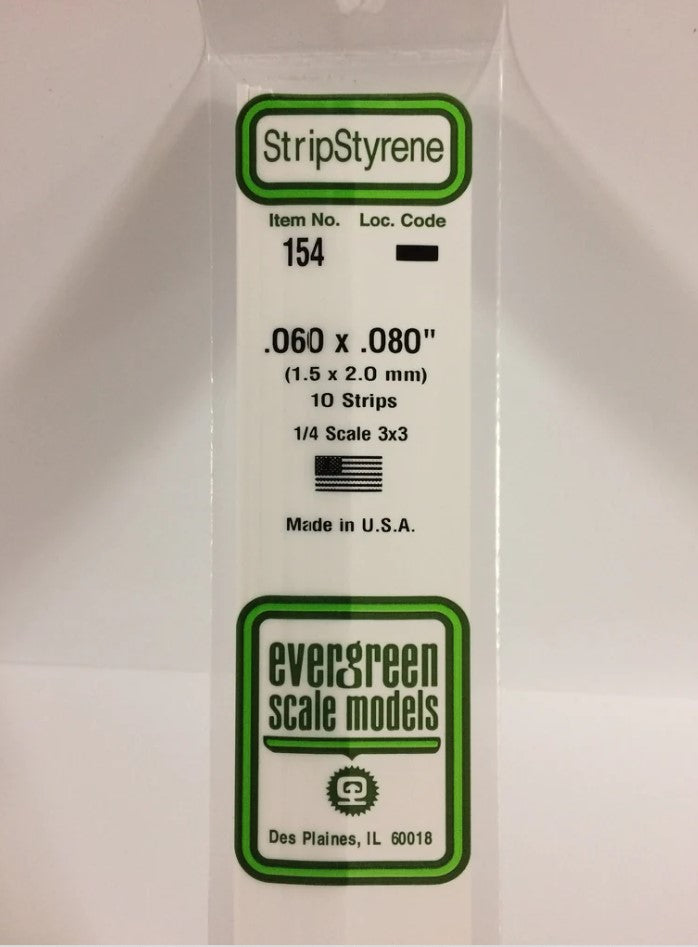 StripStyrene
Item No. Loc. Code
154
.060 x .080"
(1.5 x 2.0 mm)
10 Strips
1/4 Scale 3x3
Made in U.S.A.
evergreen
scale models
Des Plaines, IL 60018